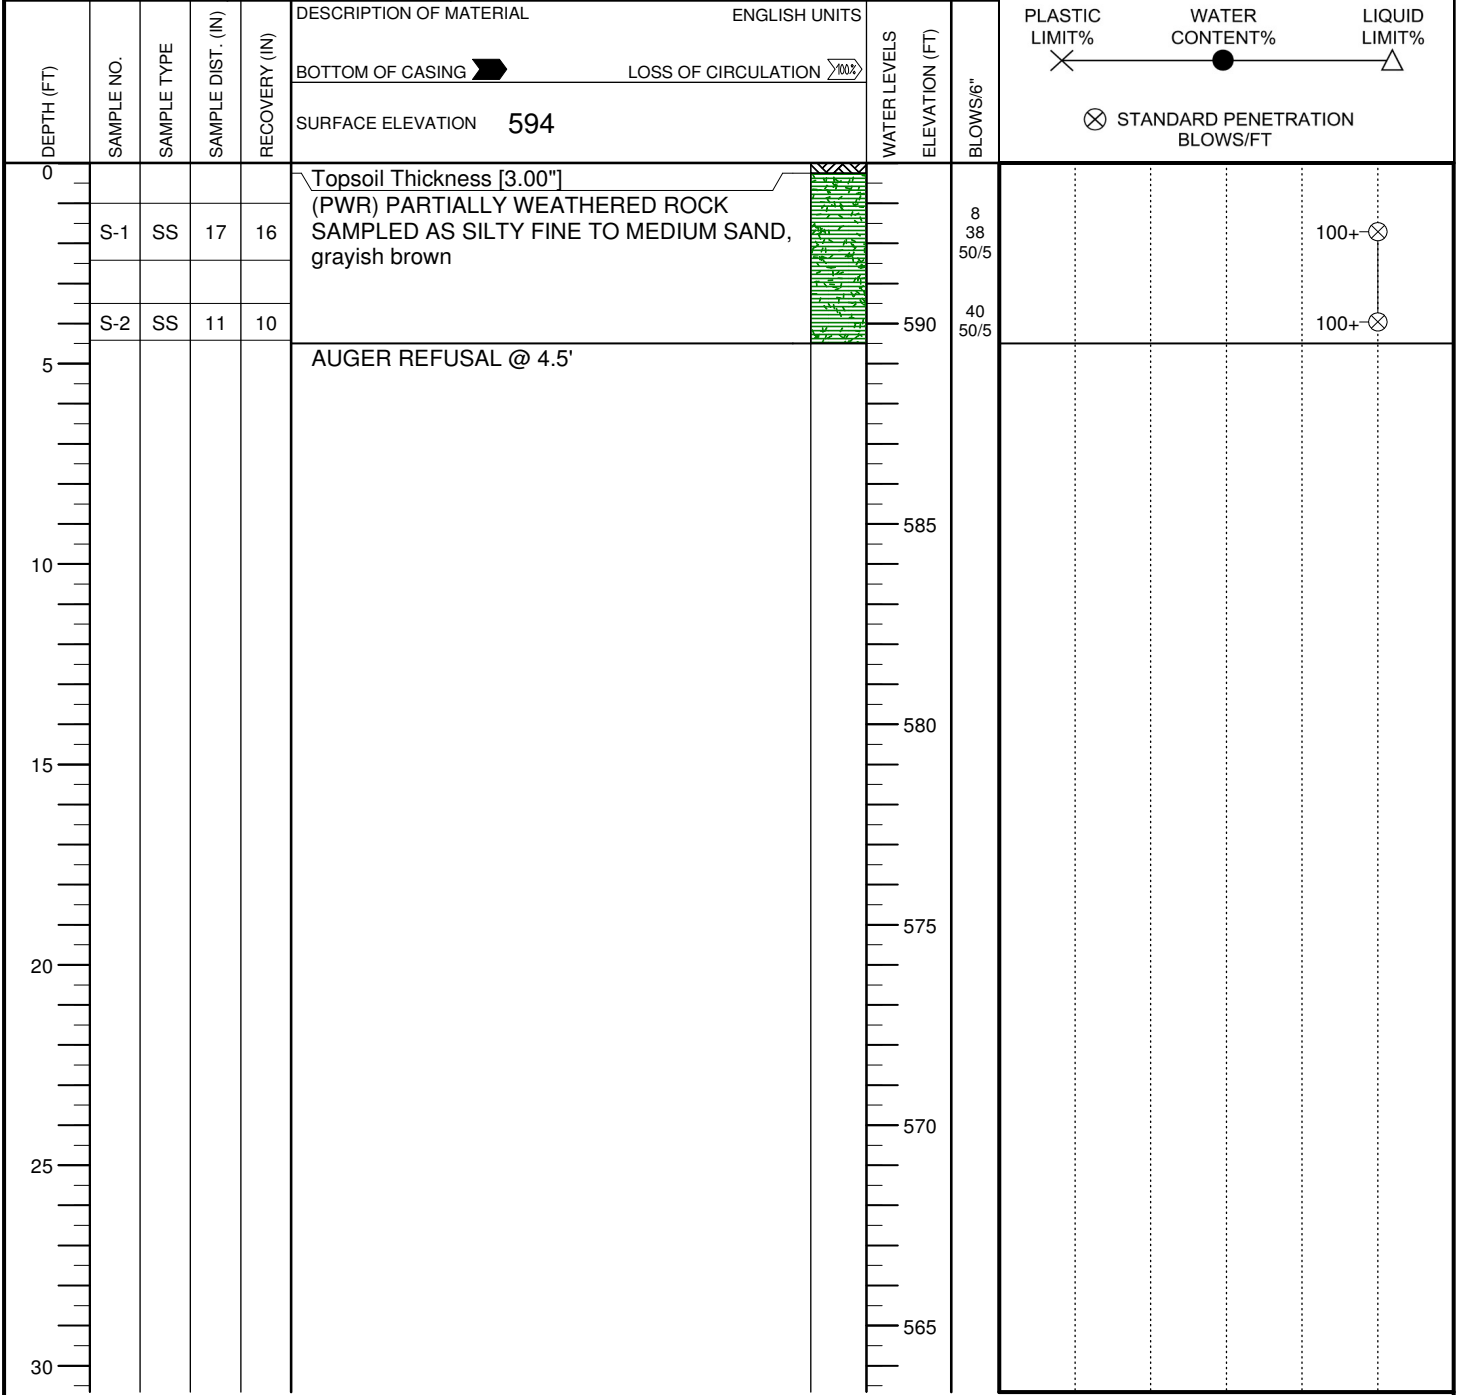 DEPTH (FT)
SAMPLE NO.
SAMPLE TYPE
SAMPLE DIST. (IN)
RECOVERY (IN)
DESCRIPTION OF MATERIAL ENGLISH UNITS
BOTTOM OF CASING LOSS OF CIRCULATION 100%
SURFACE ELEVATION 594
WATER LEVELS
ELEVATION (FT)
BLOWS/6"
PLASTIC LIMIT%
WATER CONTENT%
LIQUID LIMIT%
STANDARD PENETRATION
BLOWS/FT
0
Topsoil Thickness [3.00"]
(PWR) PARTIALLY WEATHERED ROCK
S-1 SS 17 16 SAMPLED AS SILTY FINE TO MEDIUM SAND,
grayish brown
8
38
50/5
100+
S-2 SS 11 10
590
40
50/5
100+
5
AUGER REFUSAL @ 4.5'
585
10
580
15
575
20
570
25
565
30